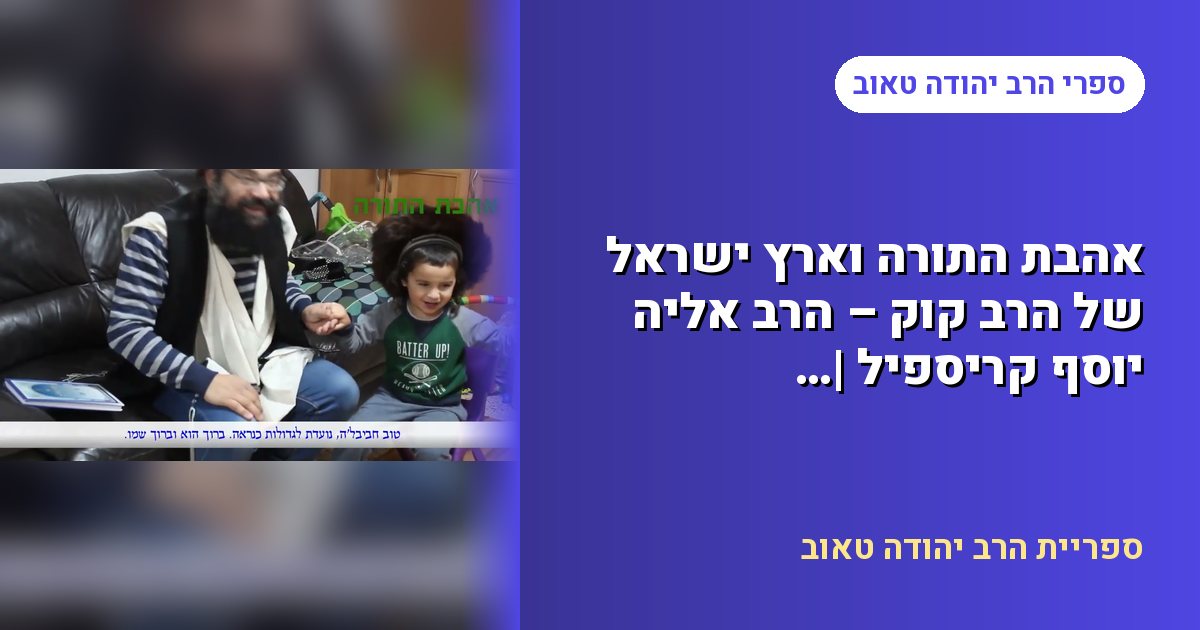 ספרי הרב יהודה טאוב
אהבת התורה וארץ ישראל
של הרב קוק – הרב אליה
יוסף קריספיל |...
ספריית הרב יהודה טאוב
אהבת התורה
BATTER UP!
טוב חביבל'ה, נועדת לגדולות כנראה. ברוך הוא וברוך שמו.